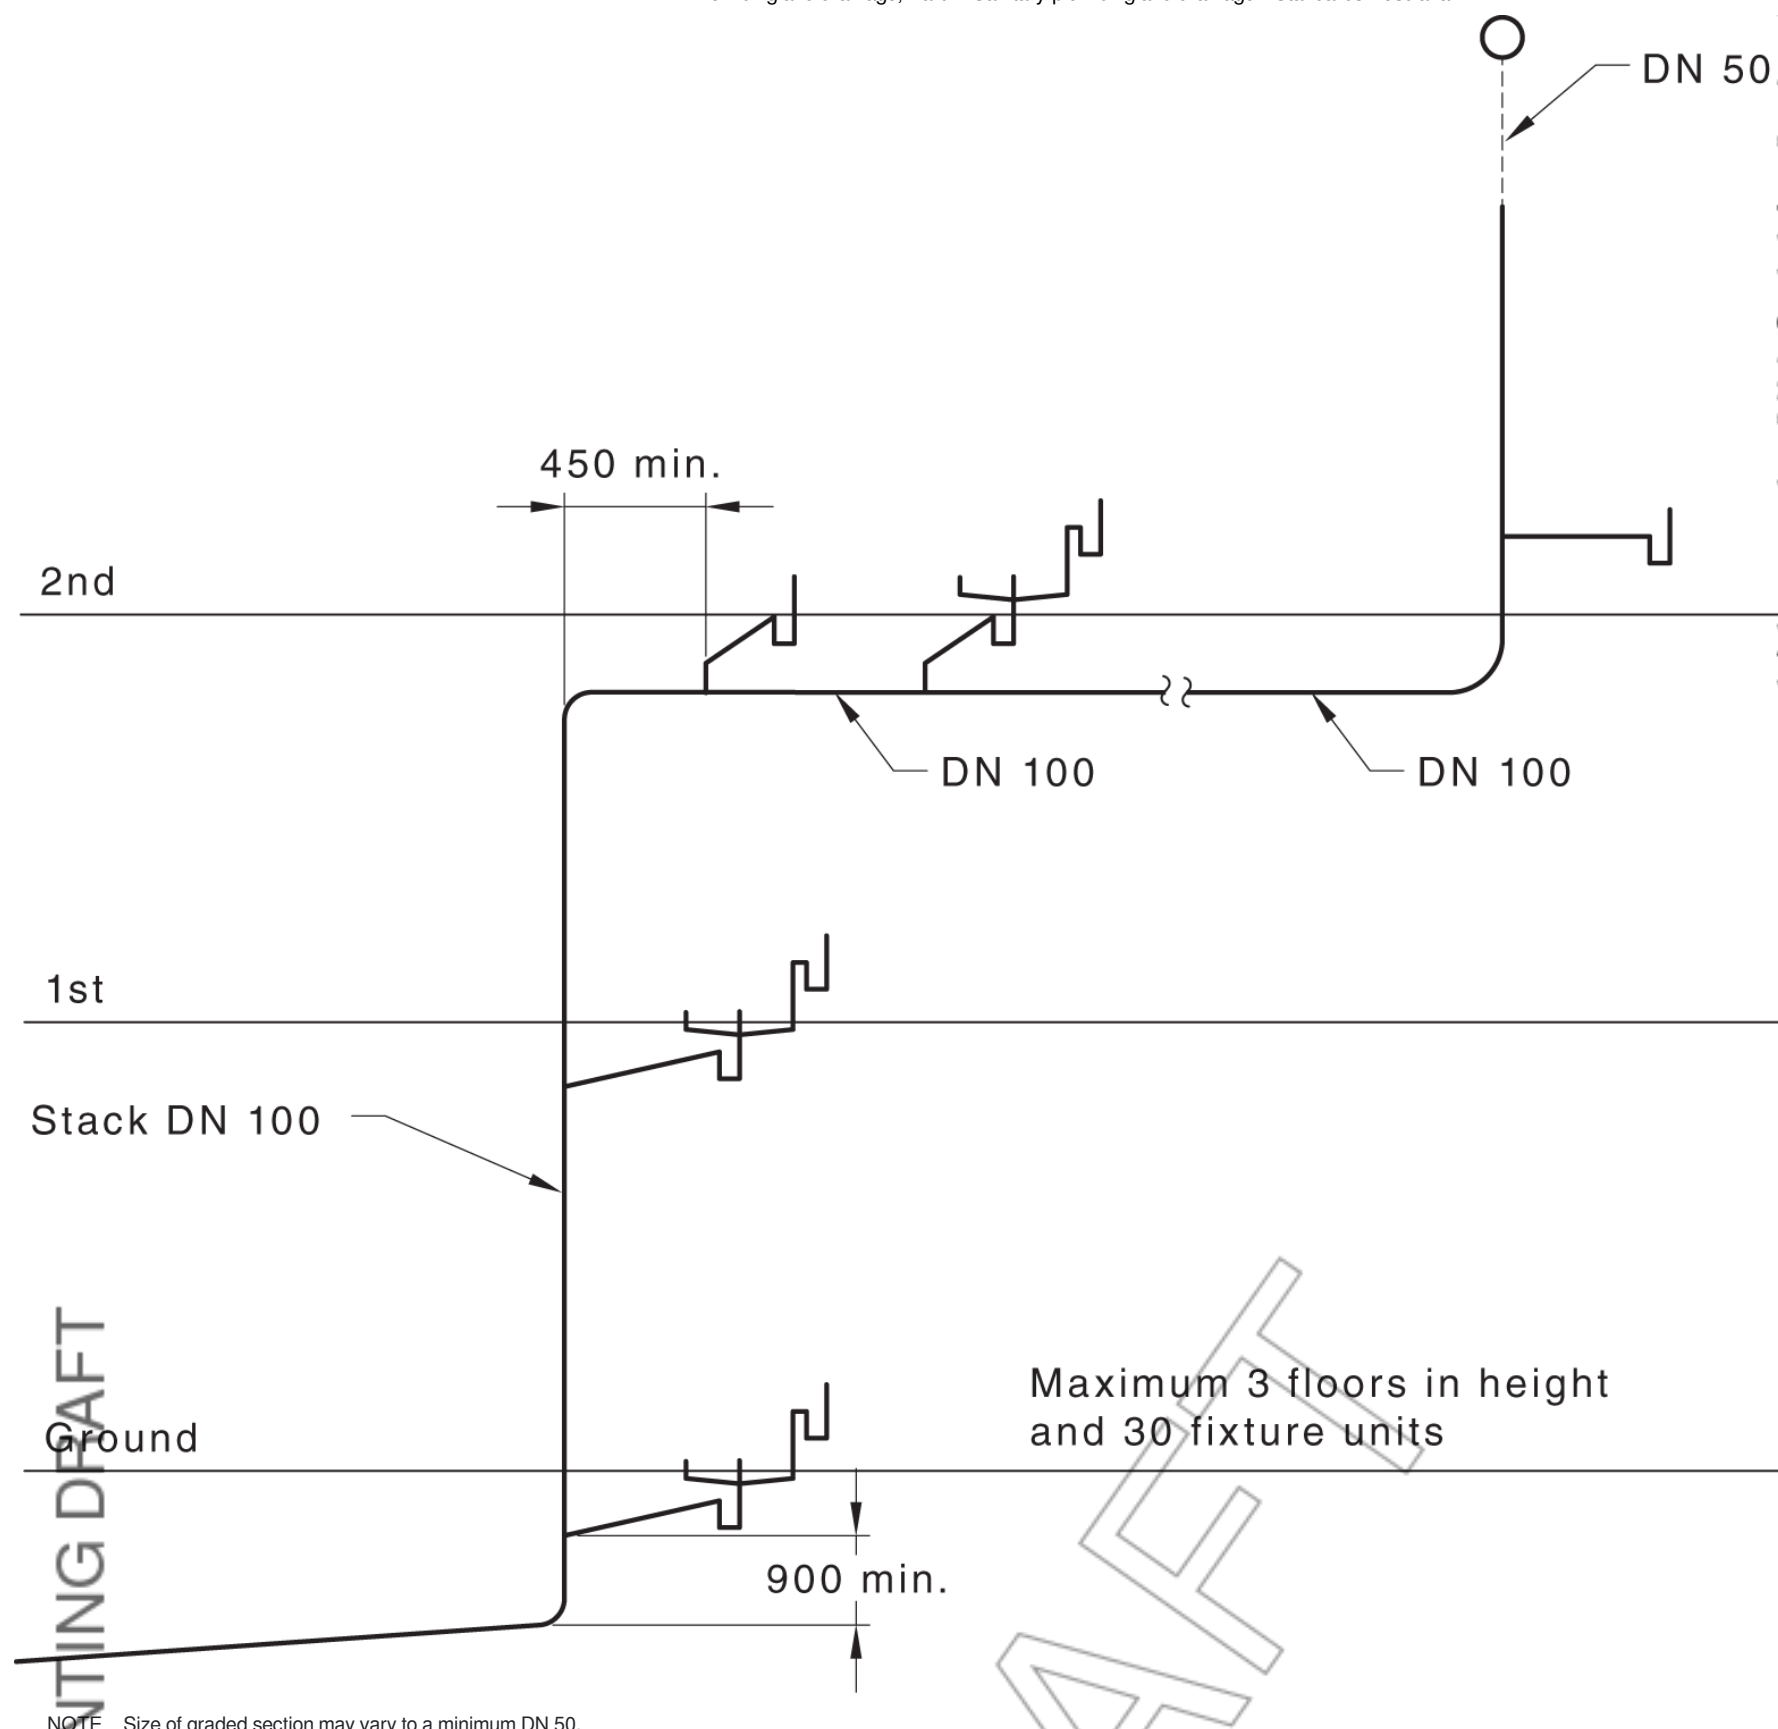 DN 50
450 min.
2nd
DN 100
DN 100
1st
Stack DN 100
Maximum 3 floors in height
and 30 fixture units
Ground
900 min.
NTING DRAFT
AFT
NOTE Size of graded section may vary to a minimum DN 50.